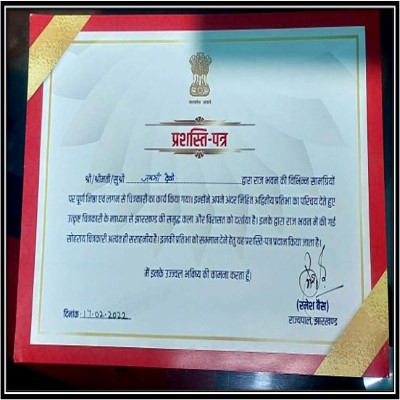 सत्यमेव जयते
प्रशस्ति-पत्र
श्री/श्रीमती/सुश्री देवी द्वारा राज भवन की विभिन्न सामग्रियों
पर पूर्ण निष्ठा एवं लगन से चित्रकारी का कार्य किया गया। इन्होंने अपने अंदर निहित अद्वितीय प्रतिभा का परिचय देते हुए
उत्कृष्ट चित्रकारी के माध्यम से झारखण्ड की समृद्ध कला और विरासत को दर्शाया है। इनके द्वारा राज भवन में की गई
सोहराय चित्रकारी अत्यंत ही सराहनीय है। इनकी प्रतिभा को सम्मान देने हेतु यह प्रशस्ति-पत्र प्रदान किया जाता है।
मैं इनके उज्ज्वल भविष्य की कामना करता हूँ।
(रमेश बैस)
राज्यपाल, झारखण्ड
दिनांक: 17-02-2022